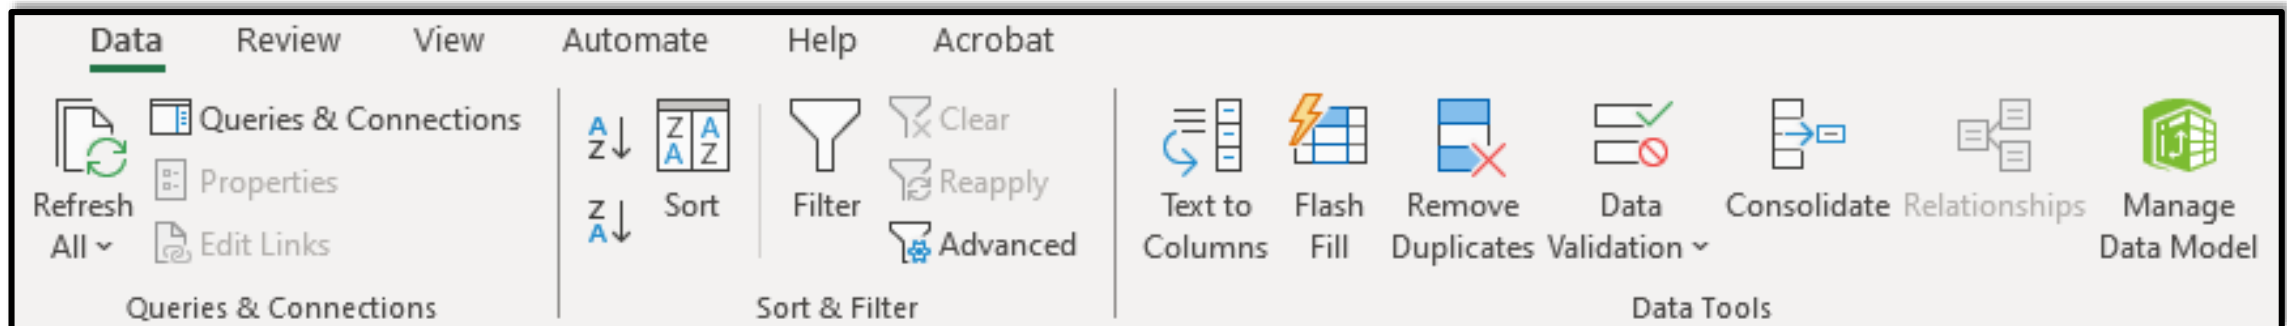 Data Review View Automate Help Acrobat
Refresh
All
Queries & Connections
Properties
Edit Links
Queries & Connections
A
Z
Z
A
Z A
A Z
Sort
Filter
Clear
Reapply
Advanced
Sort & Filter
Text to
Columns
Flash
Fill
Remove
Duplicates
Data
Validation
Consolidate
Relationships
Manage
Data Model
Data Tools